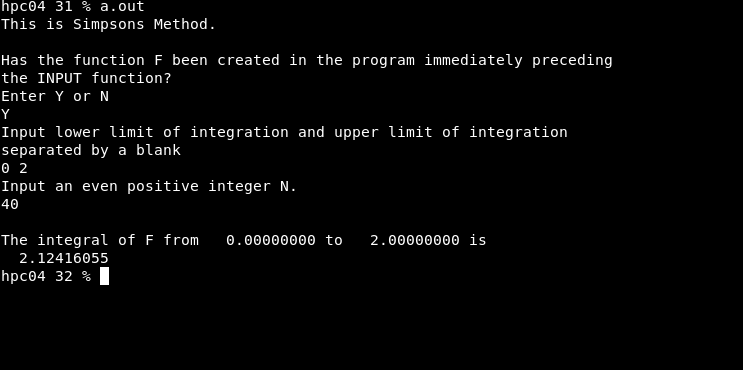 hpc04 31 % a.out
This is Simpsons Method.
Has the function F been created in the program immediately preceding
the INPUT function?
Enter Y or N
Y
Input lower limit of integration and upper limit of integration
separated by a blank
0 2
Input an even positive integer N.
40
The integral of F from   0.00000000 to   2.00000000 is
  2.12416055
hpc04 32 %